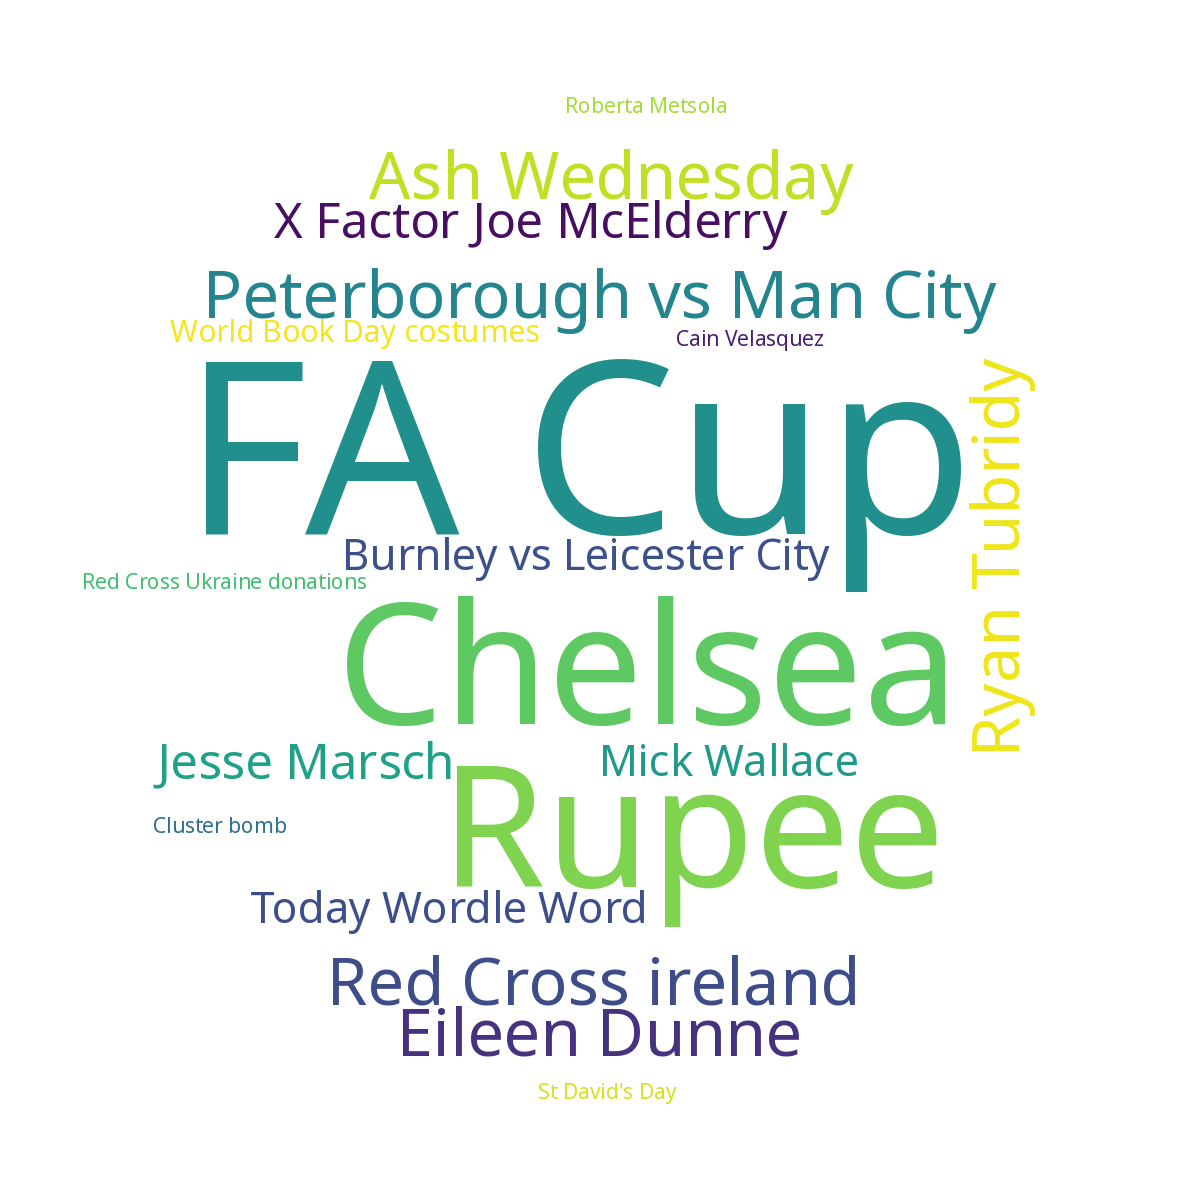 Roberta Metsola
Ash Wednesday
X Factor Joe McElderry
Peterborough vs Man City
World Book Day costumes
Cain Velasquez
FA Cup
Ryan Tubridy
Burnley vs Leicester City
Red Cross Ukraine donations
Chelsea
Jesse Marsch
Mick Wallace
Rupee
Cluster bomb
Today Wordle Word
Red Cross ireland
Eileen Dunne
St David's Day